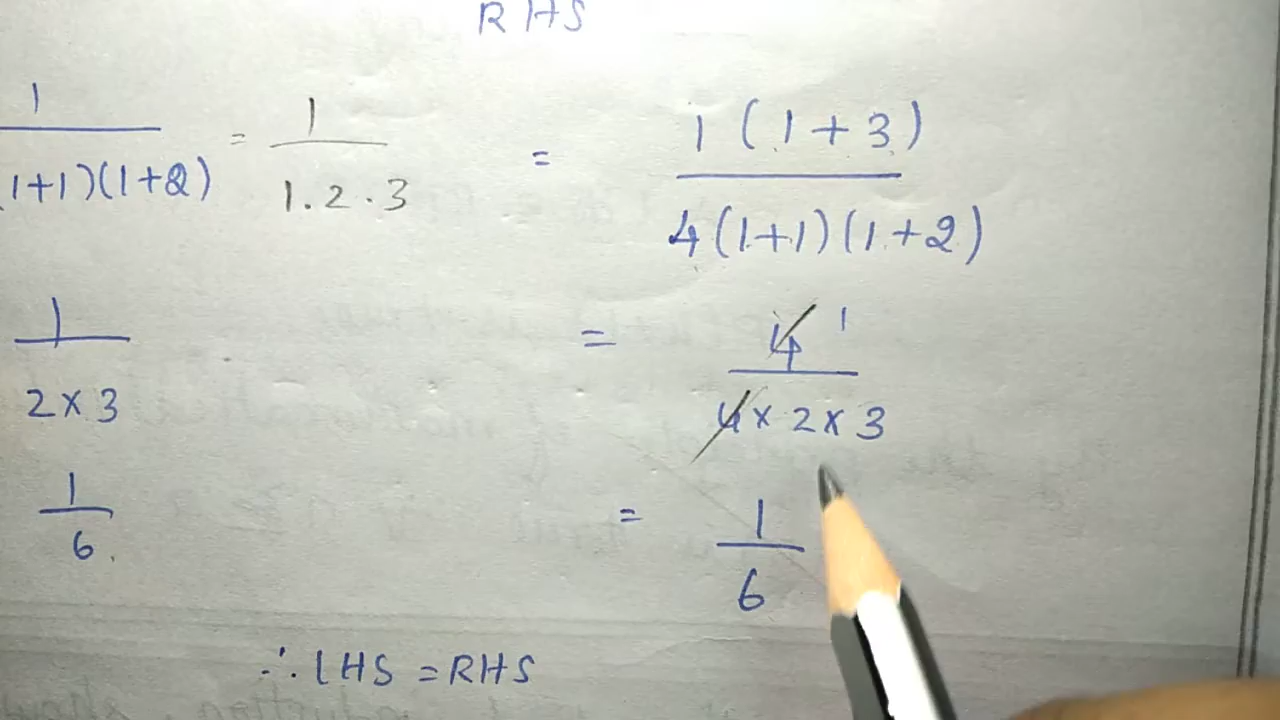 RHS
1/(1+1)(1+2) = 1/1.2.3 = 1(1+3)/4(1+1)(1+2)
1/2×3 = 4 1/4×2×3
1/6. = 1/6
∴ LHS = RHS